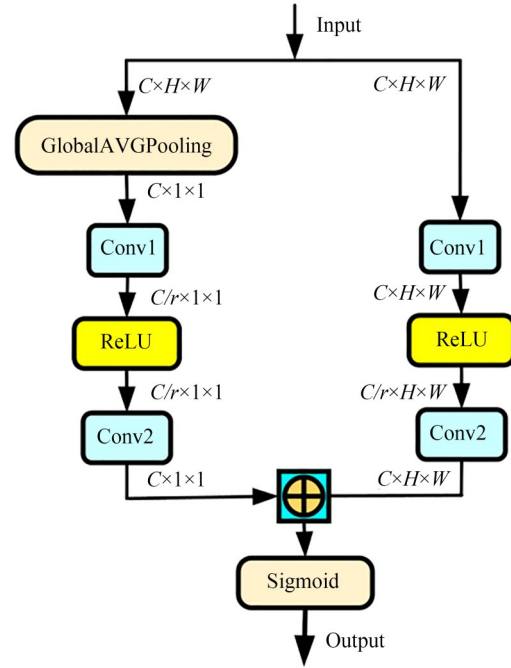 Input
C×H×W
C×H×W
GlobalAVGPooling
C×1×1
Conv1
Conv1
C/r×1×1
C×H×W
ReLU
ReLU
C/r×1×1
C/r×H×W
Conv2
Conv2
C×1×1
C×H×W
Sigmoid
Output